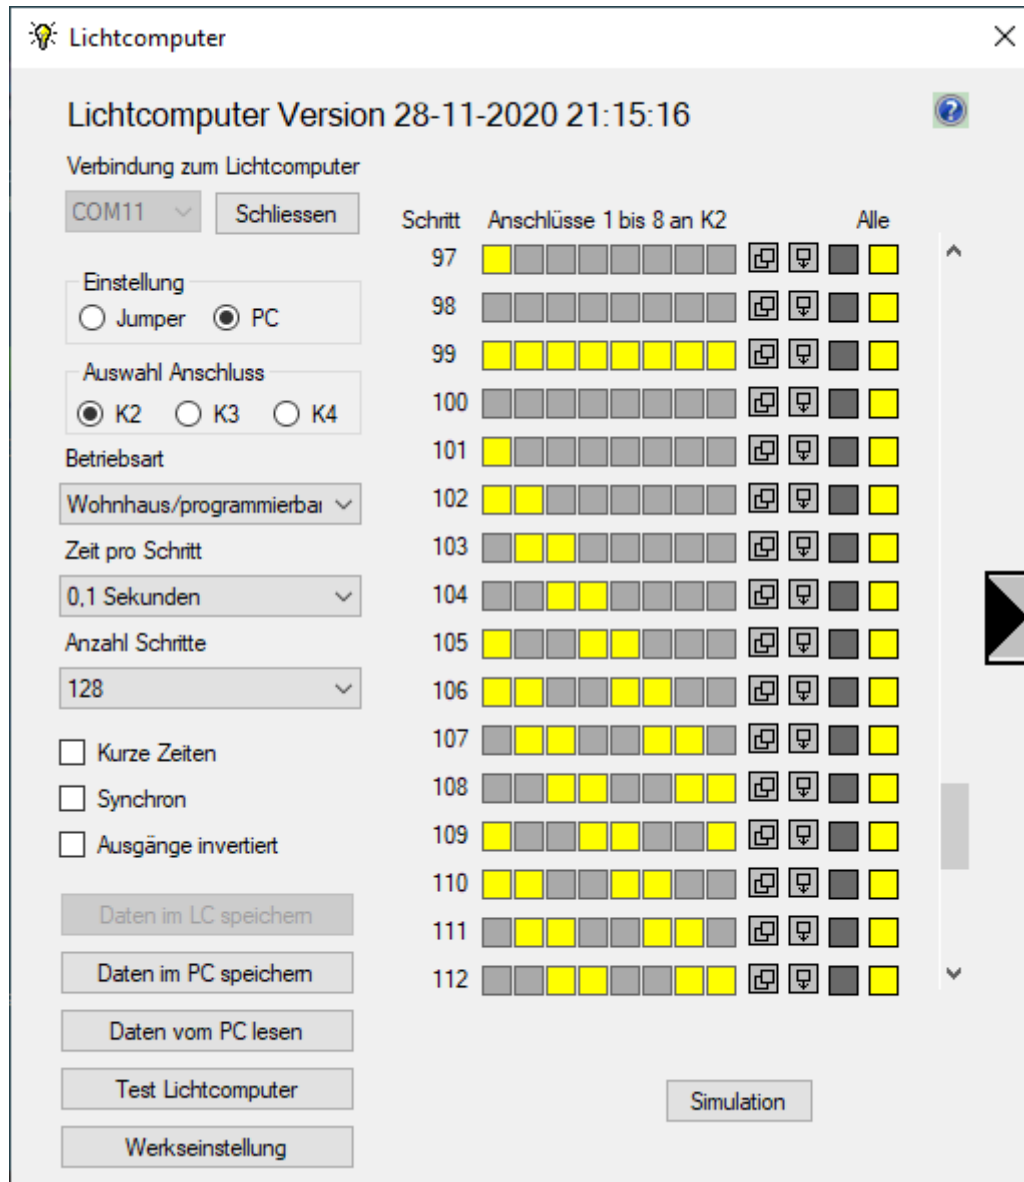 Lichtcomputer
Lichtcomputer Version 28-11-2020 21:15:16
Verbindung zum Lichtcomputer
COM11
Schliessen
Einstellung
Jumper
PC
Auswahl Anschluss
K2
K3
K4
Betriebsart
Wohnhaus/programmierbar
Zeit pro Schritt
0,1 Sekunden
Anzahl Schritte
128
Kurze Zeiten
Synchron
Ausgänge invertiert
Daten im LC speichern
Daten im PC speichern
Daten vom PC lesen
Test Lichtcomputer
Werkseinstellung
Schritt Anschlüsse 1 bis 8 an K2 Alle
97
98
99
100
101
102
103
104
105
106
107
108
109
110
111
112
Simulation